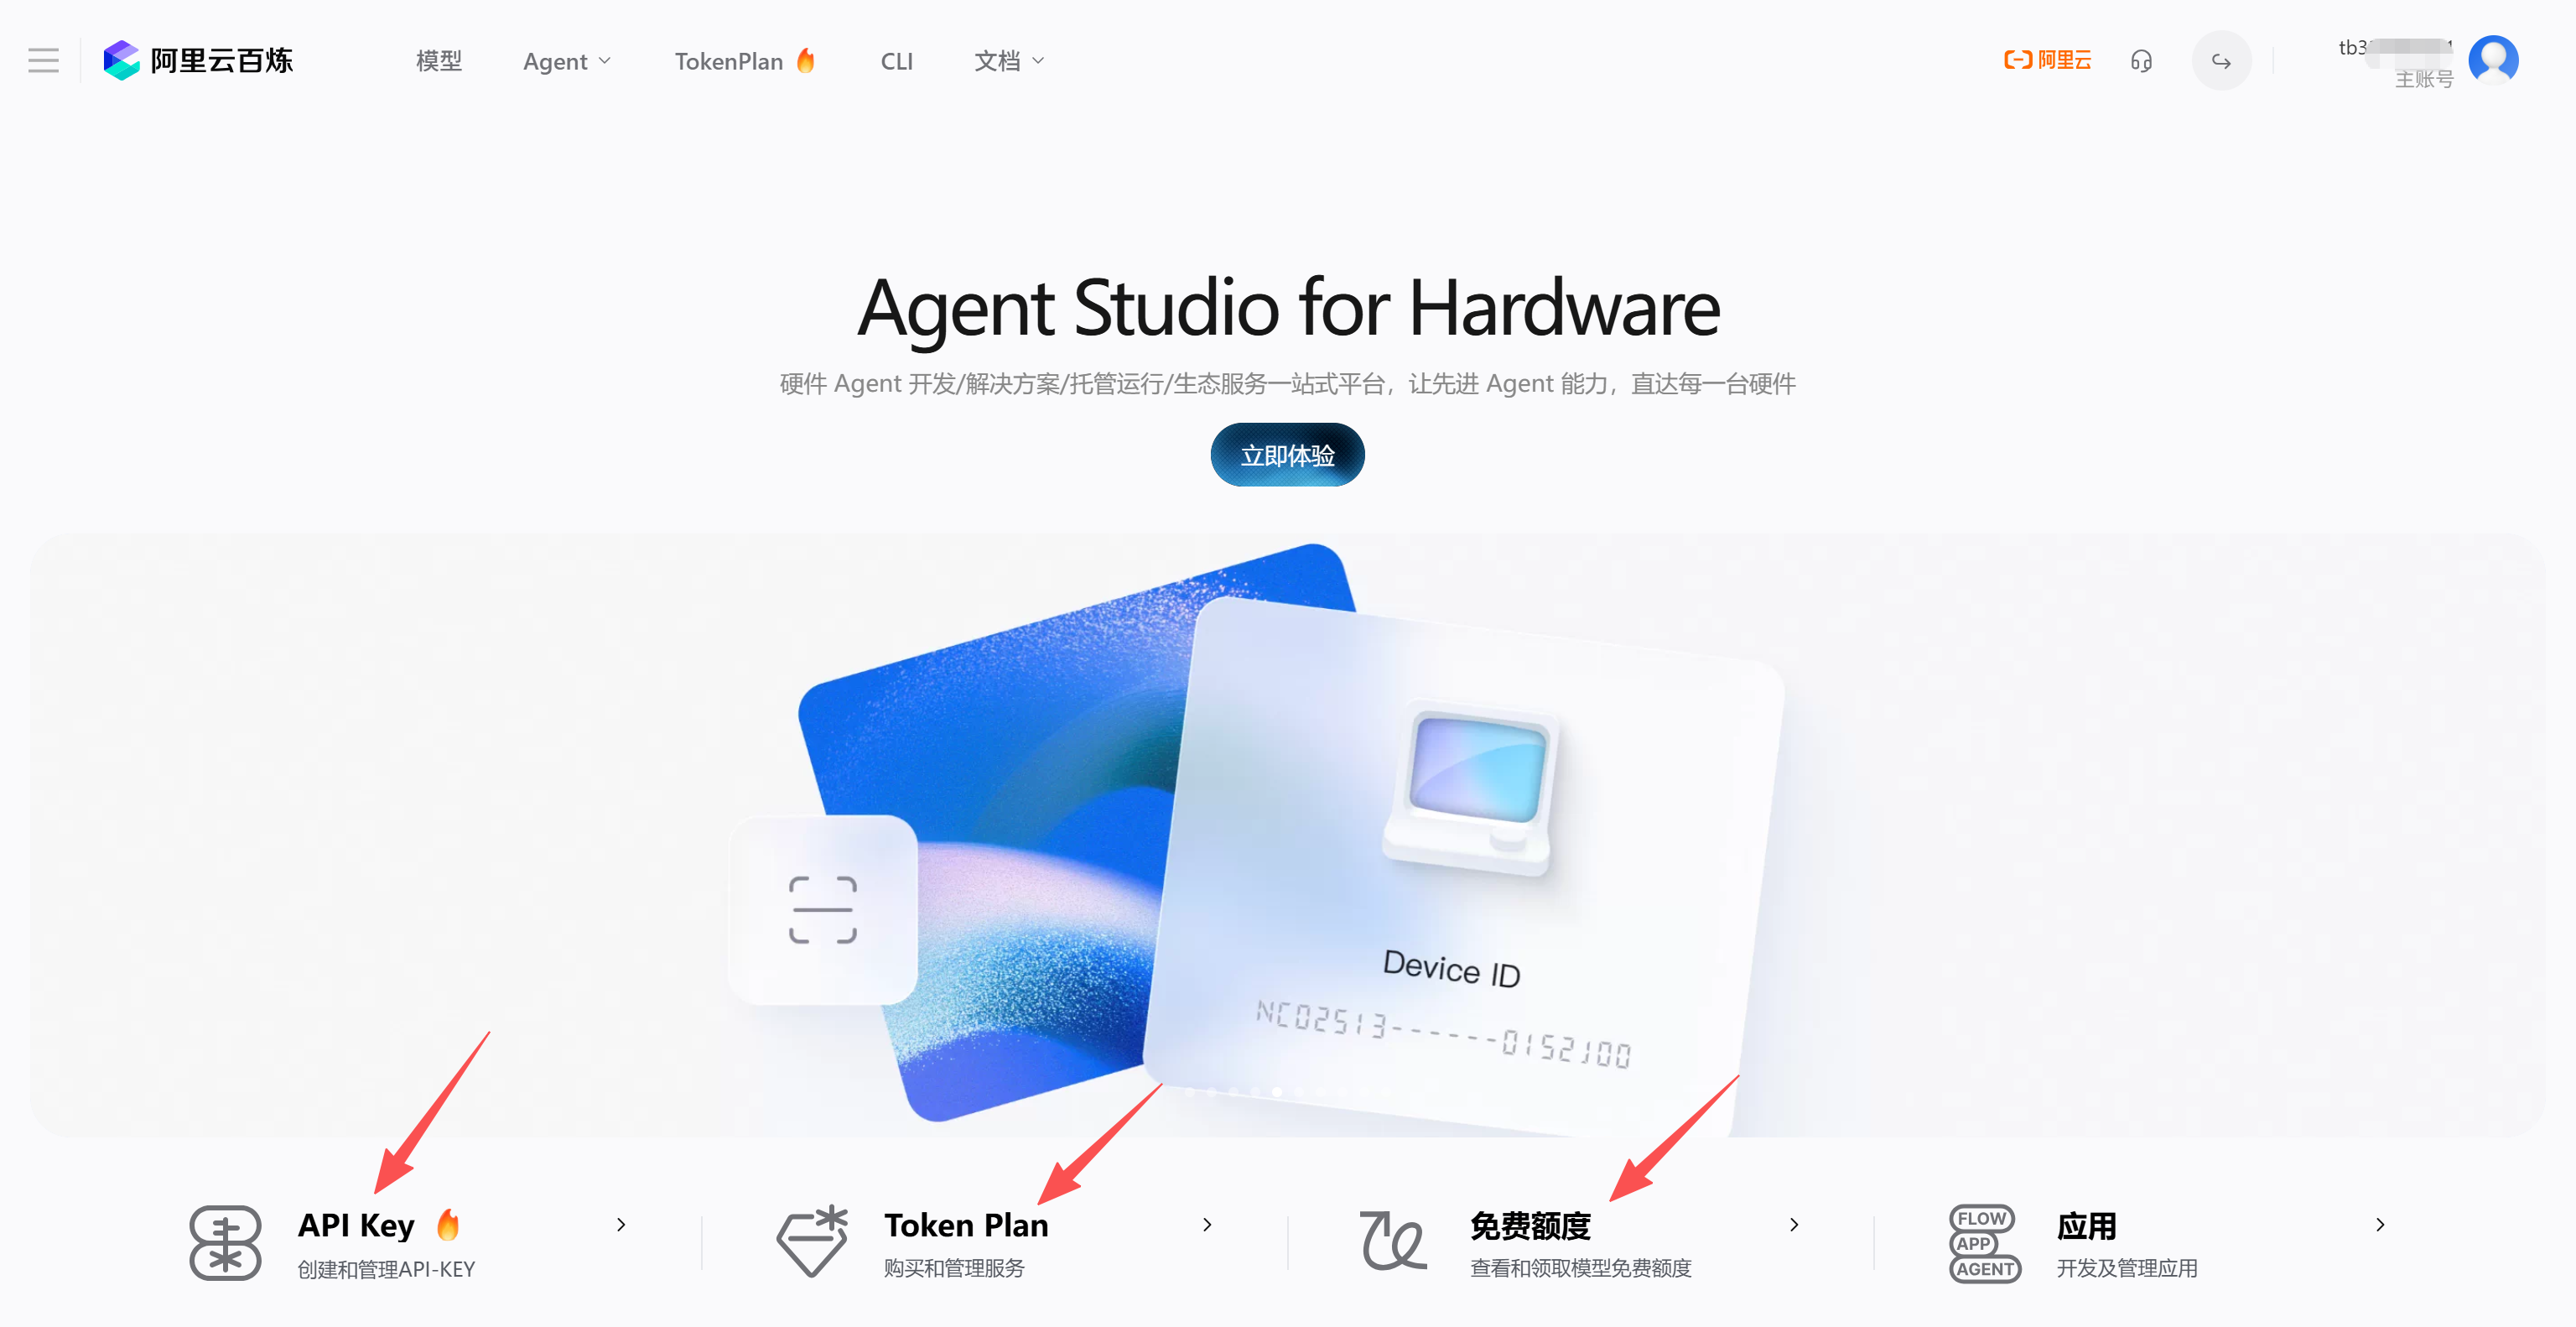 阿里云百炼
模型
Agent
TokenPlan
CLI
文档
阿里云
主账号
Agent Studio for Hardware
硬件 Agent 开发/解决方案/托管运行/生态服务一站式平台，让先进 Agent 能力，直达每一台硬件
立即体验
Device ID
NC02513------0152J00
API Key
创建和管理API-KEY
Token Plan
购买和管理服务
免费额度
查看和领取模型免费额度
FLOW
APP
AGENT
应用
开发及管理应用